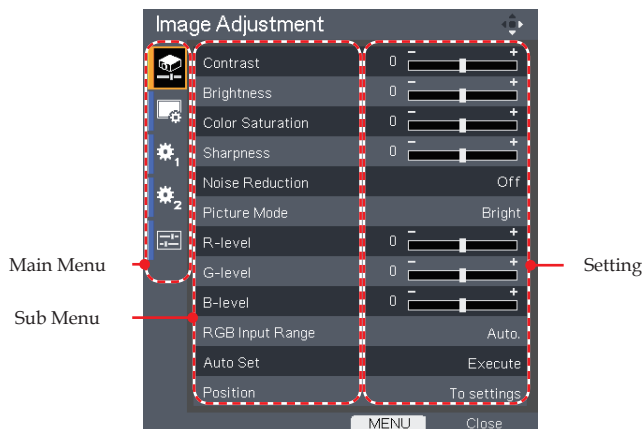 Image Adjustment
Contrast 0 - +
Brightness 0 - +
Color Saturation 0 - +
Sharpness 0 - +
Noise Reduction Off
Picture Mode Bright
R-level 0 - +
G-level 0 - +
B-level 0 - +
RGB Input Range Auto.
Auto Set Execute
Position To settings
MENU Close
1
2
Main Menu
Sub Menu
Setting